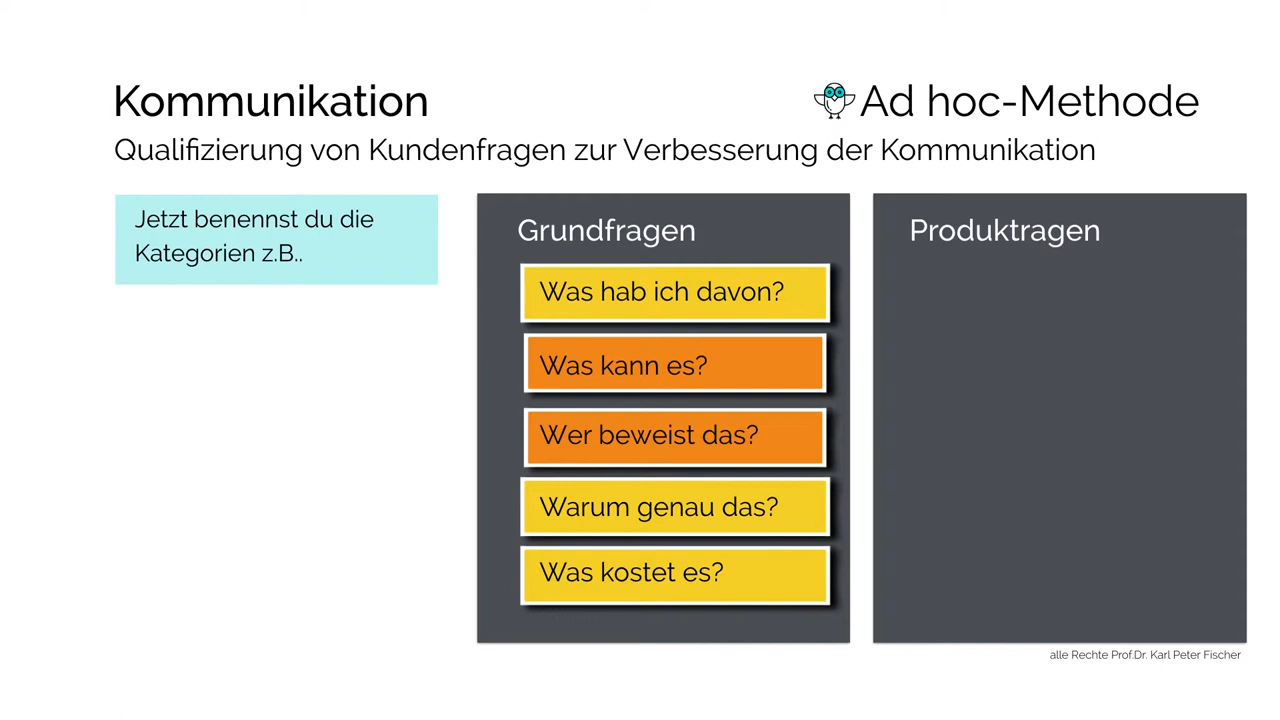 Kommunikation
Ad hoc-Methode
Qualifizierung von Kundenfragen zur Verbesserung der Kommunikation
Jetzt benennst du die
Kategorien z.B..
Grundfragen
Was hab ich davon?
Was kann es?
Wer beweist das?
Warum genau das?
Was kostet es?
Produktragen
alle Rechte Prof.Dr. Karl Peter Fischer